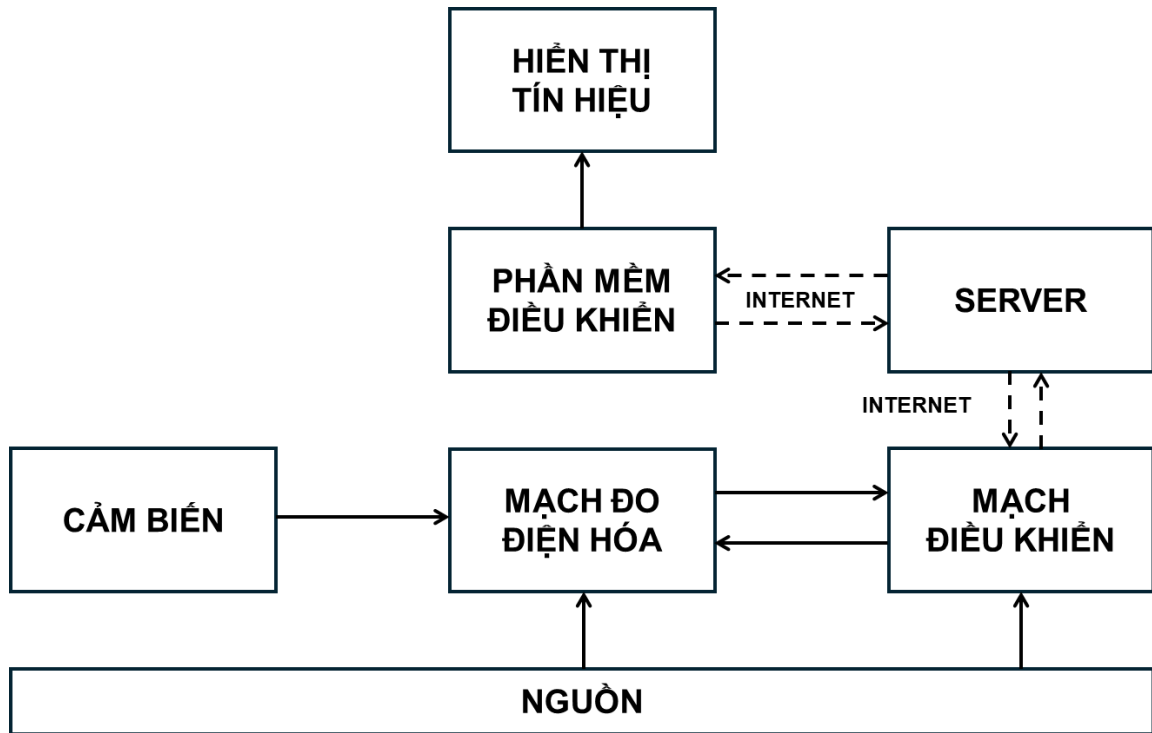 HIỂN THỊ
TÍN HIỆU
PHẦN MỀM
ĐIỀU KHIỂN
INTERNET
SERVER
INTERNET
CẢM BIẾN
MẠCH ĐO
ĐIỆN HÓA
MẠCH
ĐIỀU KHIỂN
NGUỒN